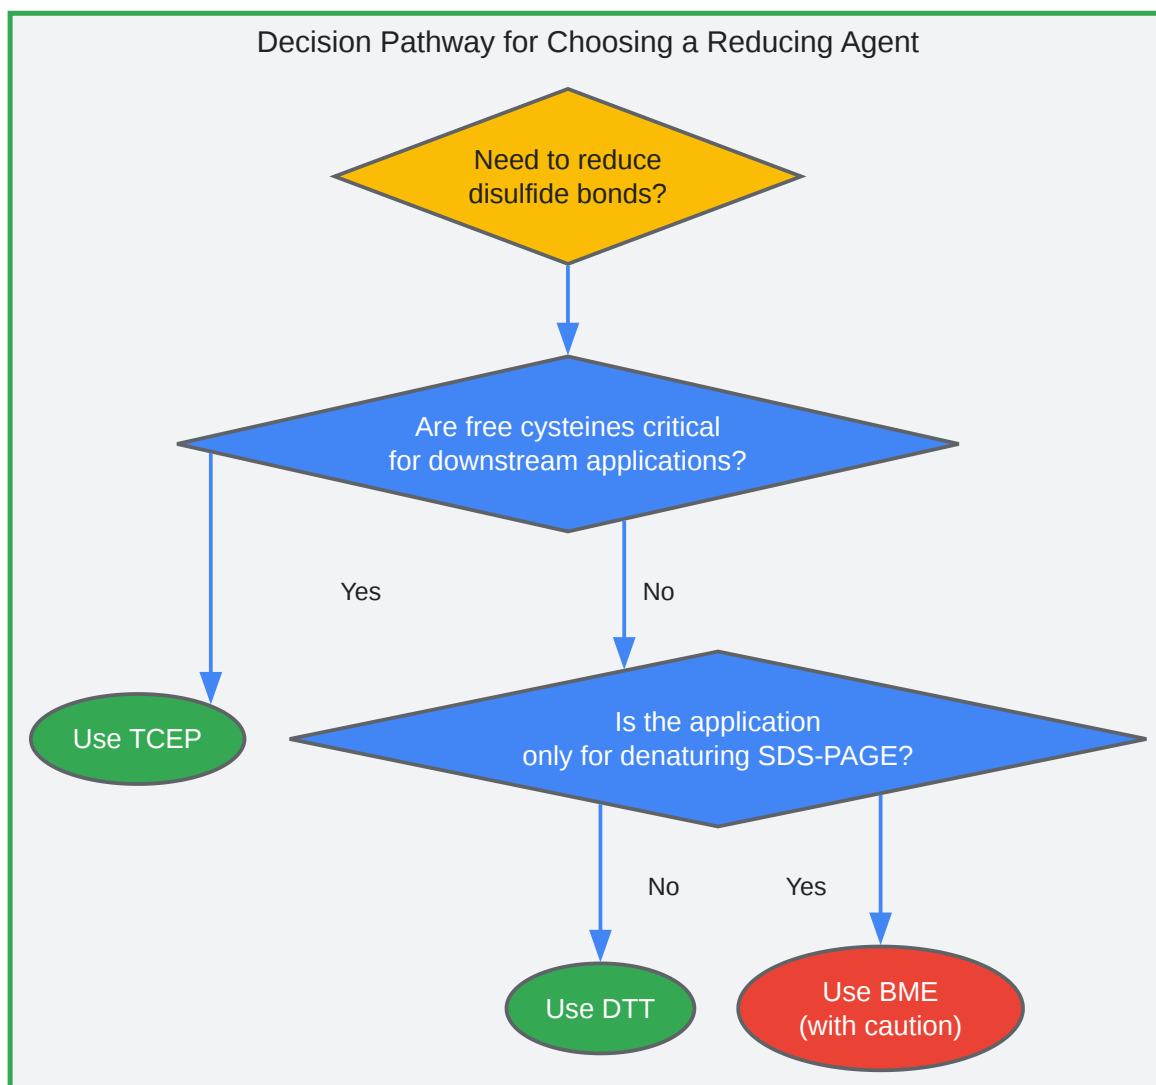 Decision Pathway for Choosing a Reducing Agent
Need to reduce
disulfide bonds?
Are free cysteines critical
for downstream applications?
Yes
No
Use TCEP
Is the application
only for denaturing SDS-PAGE?
No
Yes
Use DTT
Use BME
(with caution)